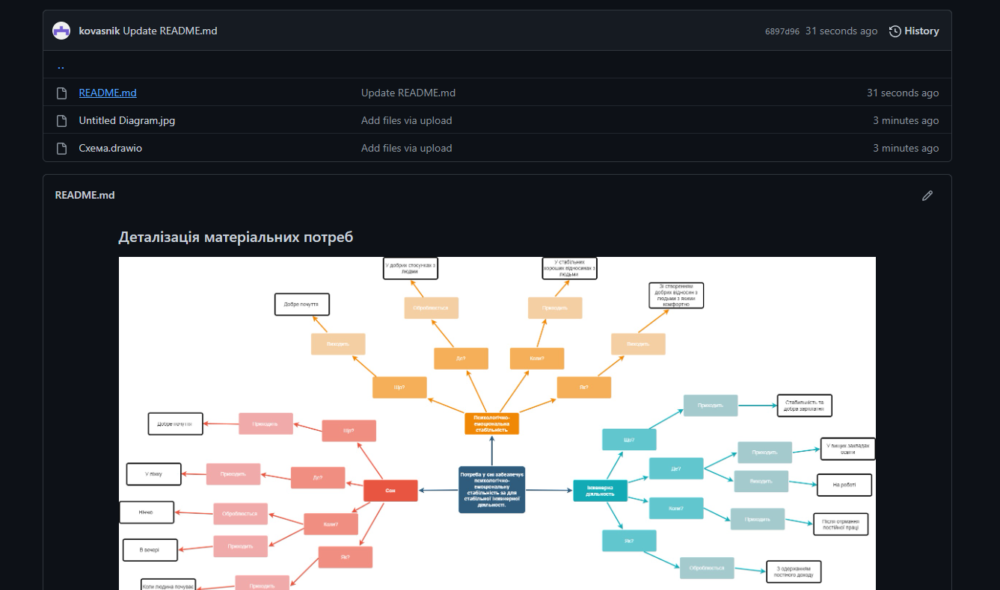 kovasnik Update README.md
6897d96 31 seconds ago History
..
README.md Update README.md 31 seconds ago
Untitled Diagram.jpg Add files via upload 3 minutes ago
Схема.drawio Add files via upload 3 minutes ago
README.md
Деталізація матеріальних потреб
У добрих стосунках з
людми
У стабільних
хороших відносинах з
людьми
Зі створенням
добрих відносин з
людьми з якими
комфортно
Добре почуття
Обробляється
Приходить
Виходить
Виходить
Де?
Коли?
Що?
Як?
Психологічно-
емоціональна
стабільність
Добре почуття
Приходить
Що?
У ліжку
Приходить
Де?
Сон
Потреба у сні забезпечує
психологічно-
емоціональну
стабільність за для
стабільної інженерної
діяльності.
Інженерна
діяльність
Ніччю
Обробляється
Коли?
В вечері
Приходить
Як?
Коли людина почуває
Приходить
Що?
Приходить
Стабільність та
добра зарплатня
Де?
Приходить
У вищих закладах
освіти
Виходить
На роботі
Коли?
Приходить
Після отрмання
постійної праці
Як?
Обробляється
З одержанням
постіного доходу